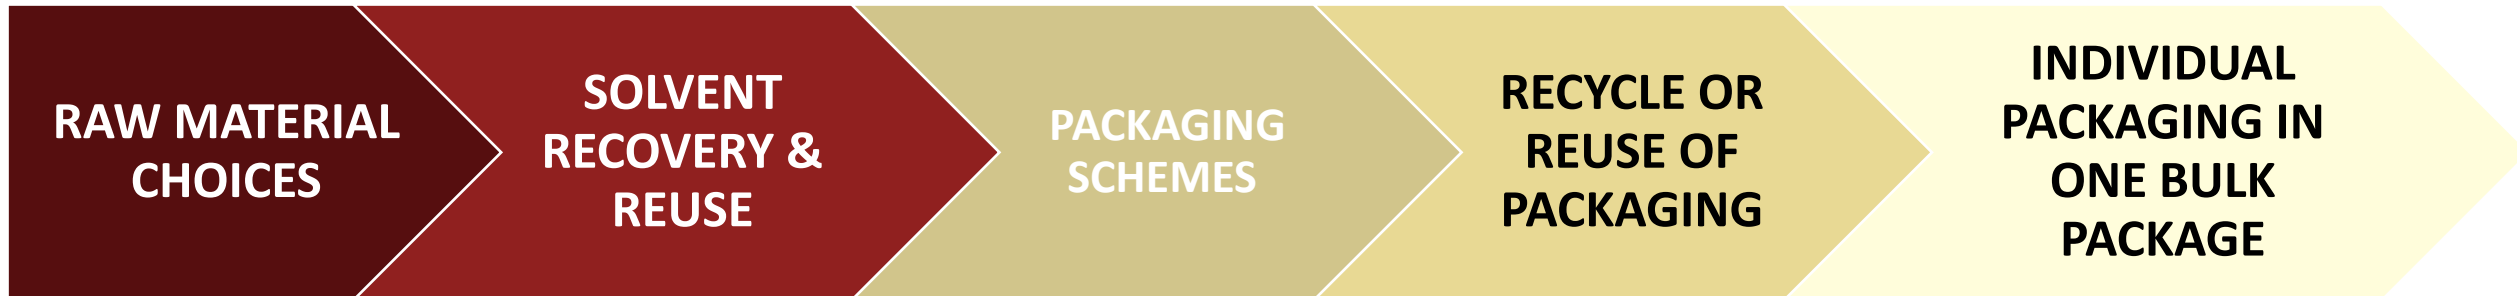 RAW MATERIAL
CHOICES
SOLVENT
RECOVERY &
REUSE
PACKAGING
SCHEMES
RECYCLE OR
REUSE OF
PACKAGING
INDIVIDUAL
PACKAGING IN
ONE BULK
PACKAGE